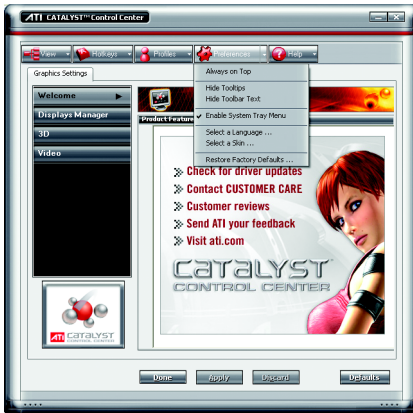 ATI CATALYST™ Control Center
View Hotkeys Profiles Preferences Help
Graphics Settings
Always on Top
Hide Tooltips
Hide Toolbar Text
Enable System Tray Menu
Select a Language ...
Select a Skin ...
Restore Factory Defaults ...
Welcome
Displays Manager
3D
Video
Product Feature
Check for driver updates
Contact CUSTOMER CARE
Customer reviews
Send ATI your feedback
Visit ati.com
CATALYST™
CONTROL CENTER
ATI CATALYST
CONTROL CENTER
Done Apply Discard Defaults